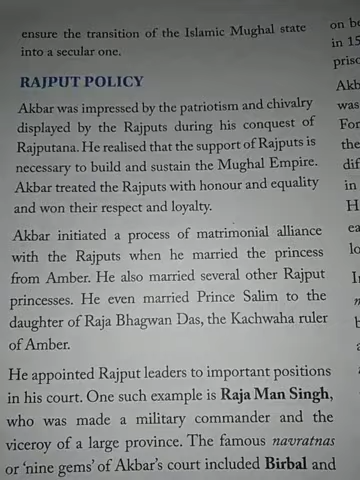 ensure the transition of the Islamic Mughal state
into a secular one.
RAJPUT POLICY
Akbar was impressed by the patriotism and chivalry
displayed by the Rajputs during his conquest of
Rajputana. He realised that the support of Rajputs is
necessary to build and sustain the Mughal Empire.
Akbar treated the Rajputs with honour and equality
and won their respect and loyalty.
Akbar initiated a process of matrimonial alliance
with the Rajputs when he married the princess
from Amber. He also married several other Rajput
princesses. He even married Prince Salim to the
daughter of Raja Bhagwan Das, the Kachwaha ruler
of Amber.
He appointed Rajput leaders to important positions
in his court. One such example is Raja Man Singh,
who was made a military commander and the
viceroy of a large province. The famous navratnas
or ‘nine gems’ of Akbar’s court included Birbal and
on
in 15
was
the
in